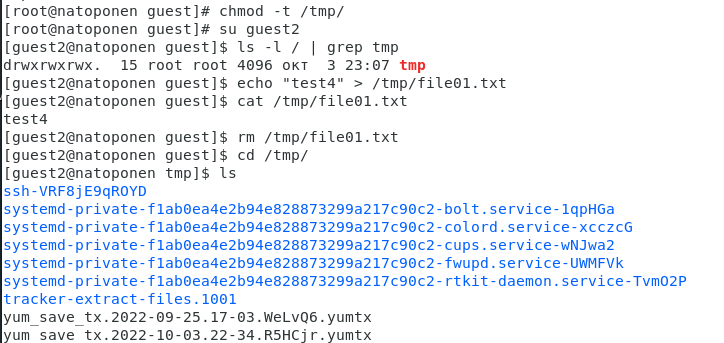 [root@natoponen guest]# chmod -t /tmp/
[root@natoponen guest]# su guest2
[guest2@natoponen guest]$ ls -l / | grep tmp
drwxrwxrwx.  15 root root 4096 окт  3 23:07 tmp
[guest2@natoponen guest]$ echo "test4" > /tmp/file01.txt
[guest2@natoponen guest]$ cat /tmp/file01.txt
test4
[guest2@natoponen guest]$ rm /tmp/file01.txt
[guest2@natoponen guest]$ cd /tmp/
[guest2@natoponen tmp]$ ls
ssh-VRF8jE9qROYD
systemd-private-f1ab0ea4e2b94e828873299a217c90c2-bolt.service-1qpHGa
systemd-private-f1ab0ea4e2b94e828873299a217c90c2-colord.service-xcczcG
systemd-private-f1ab0ea4e2b94e828873299a217c90c2-cups.service-wNJwa2
systemd-private-f1ab0ea4e2b94e828873299a217c90c2-fwupd.service-UWMFVk
systemd-private-f1ab0ea4e2b94e828873299a217c90c2-rtkit-daemon.service-TvmO2P
tracker-extract-files.1001
yum_save_tx.2022-09-25.17-03.WeLvQ6.yumtx
yum_save_tx.2022-10-03.22-34.R5HCjr.yumtx